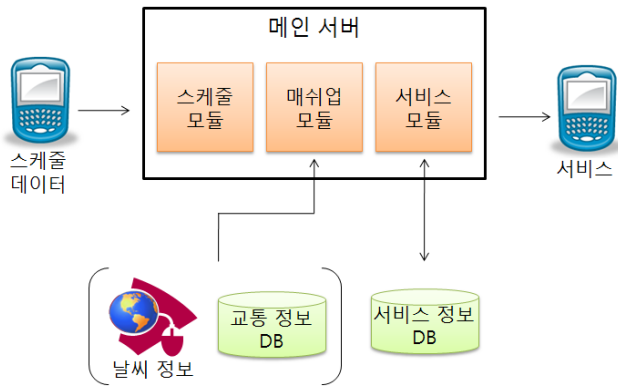 메인 서버
스케줄
모듈
매쉬업
모듈
서비스
모듈
스케줄
데이터
서비스
날씨 정보
교통 정보
DB
서비스 정보
DB